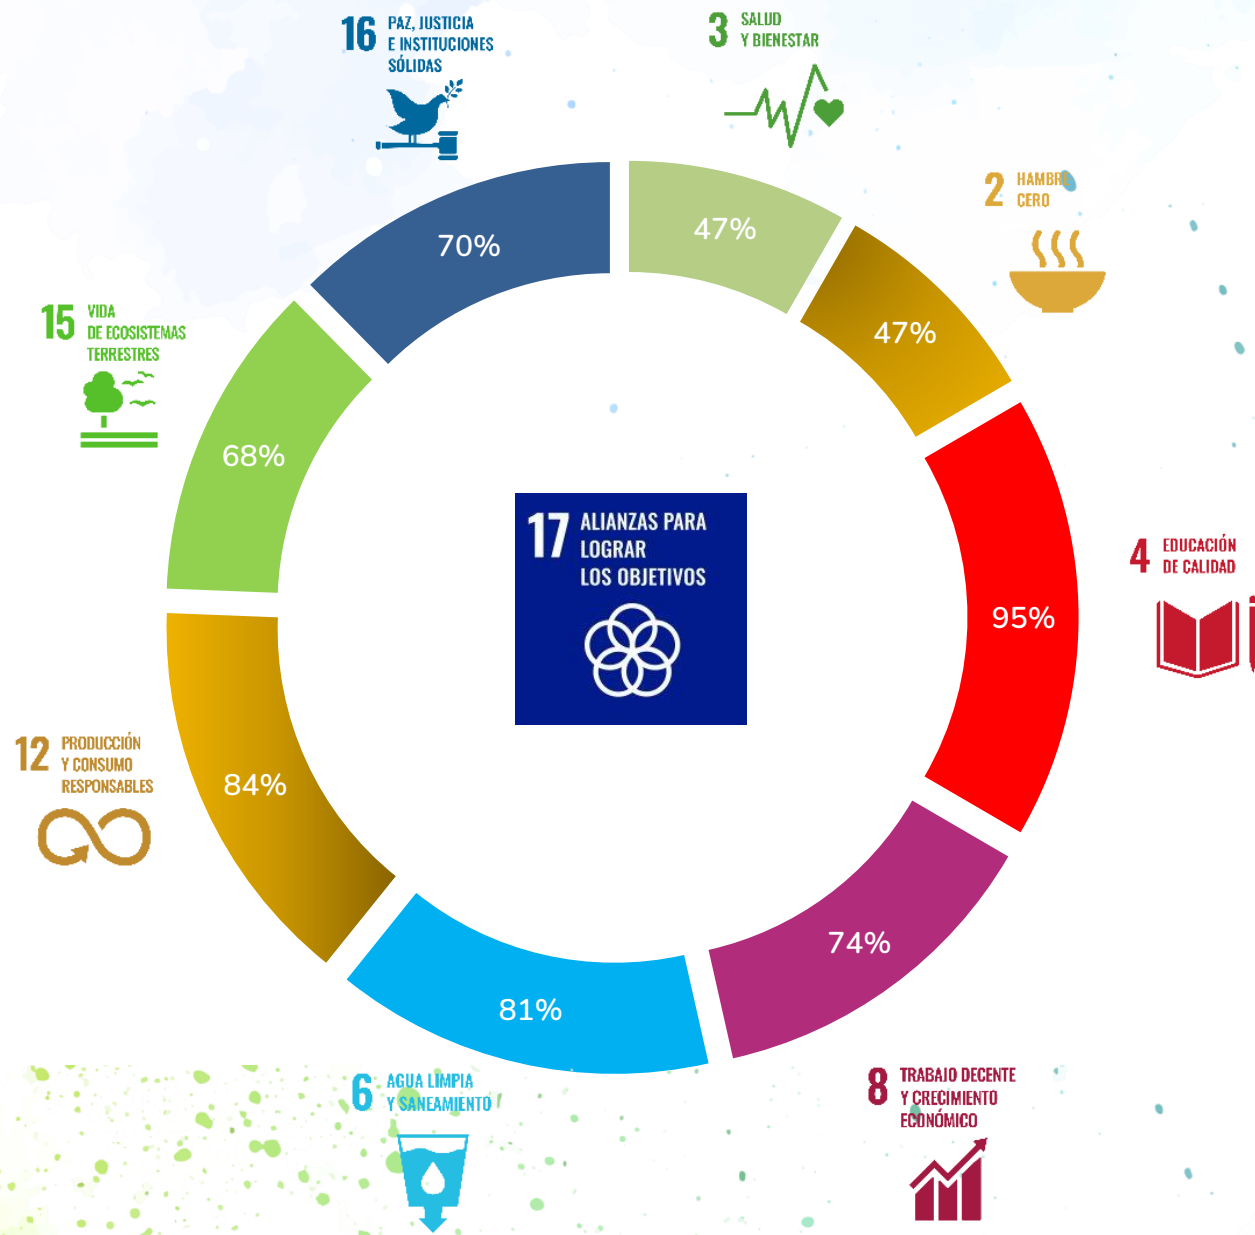 16 PAZ, JUSTICIA
E INSTITUCIONES
SÓLIDAS
3 SALUD
Y BIENESTAR
2 HAMBRE
CERO
70%
47%
47%
15 VIDA
DE ECOSISTEMAS
TERRESTRES
68%
17 ALIANZAS PARA
LOGRAR
LOS OBJETIVOS
4 EDUCACIÓN
DE CALIDAD
95%
12 PRODUCCIÓN
Y CONSUMO
RESPONSABLES
84%
74%
81%
6 AGUA LIMPIA
Y SANEAMIENTO
8 TRABAJO DECENTE
Y CRECIMIENTO
ECONÓMICO